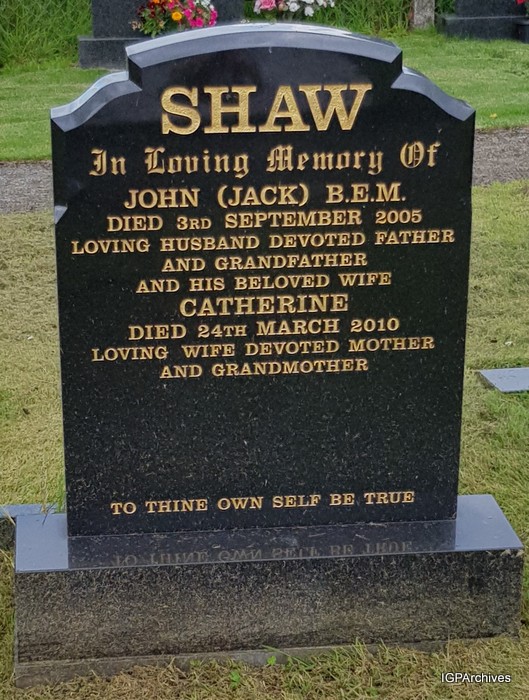 SHAW
In Loving Memory Of
JOHN (JACK) B.E.M.
DIED 3RD SEPTEMBER 2005
LOVING HUSBAND DEVOTED FATHER
AND GRANDFATHER
AND HIS BELOVED WIFE
CATHERINE
DIED 24TH MARCH 2010
LOVING WIFE DEVOTED MOTHER
AND GRANDMOTHER
TO THINE OWN SELF BE TRUE
IGPArchives